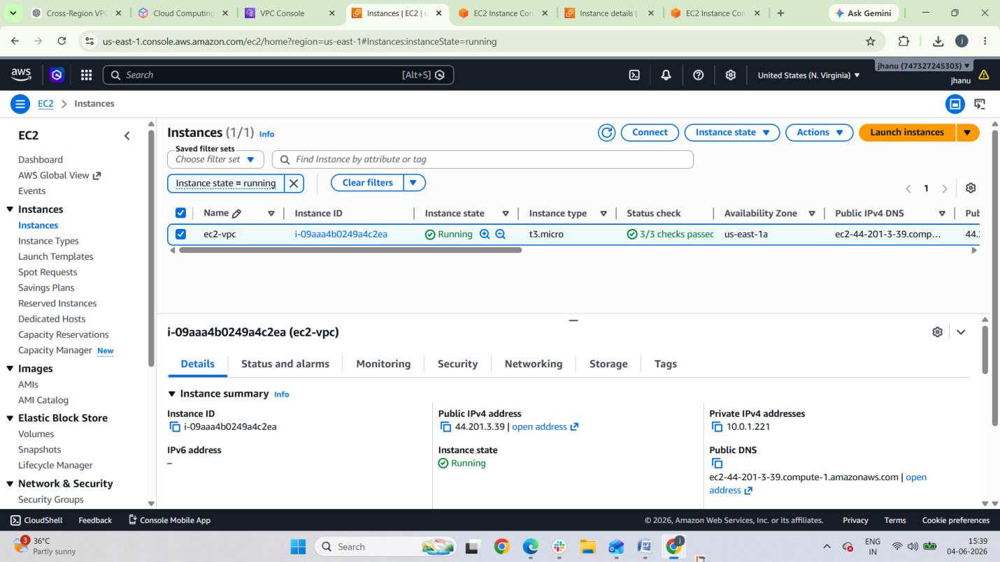 Cross-Region VPC
Cloud Computing
VPC Console
Instances | EC2 | u
EC2 Instance Con
Instance details |
EC2 Instance Con
Ask Gemini
us-east-1.console.aws.amazon.com/ec2/home?region=us-east-1#Instances:instanceState=running
j
aws
Search
[Alt+S]
United States (N. Virginia)
jhanu (747327245303)
jhanu
EC2
Instances
EC2
Dashboard
AWS Global View
Events
Instances
Instances
Instance Types
Launch Templates
Spot Requests
Savings Plans
Reserved Instances
Dedicated Hosts
Capacity Reservations
Capacity Manager New
Images
AMIs
AMI Catalog
Elastic Block Store
Volumes
Snapshots
Lifecycle Manager
Network & Security
Security Groups
Instances (1/1) Info
Connect
Instance state
Actions
Launch instances
Saved filter sets
Choose filter set
Find Instance by attribute or tag
Instance state = running
Clear filters
1
Name
Instance ID
Instance state
Instance type
Status check
Availability Zone
Public IPv4 DNS
Put
ec2-vpc
i-09aaa4b0249a4c2ea
Running
t3.micro
3/3 checks passed
us-east-1a
ec2-44-201-3-39.comp...
44.
i-09aaa4b0249a4c2ea (ec2-vpc)
Details
Status and alarms
Monitoring
Security
Networking
Storage
Tags
Instance summary Info
Instance ID
i-09aaa4b0249a4c2ea
IPv6 address
–
Public IPv4 address
44.201.3.39 | open address
Instance state
Running
Private IPv4 addresses
10.0.1.221
Public DNS
ec2-44-201-3-39.compute-1.amazonaws.com | open
address
CloudShell
Feedback
Console Mobile App
© 2026, Amazon Web Services, Inc. or its affiliates.
Privacy
Terms
Cookie preferences
3
36°C
Partly sunny
Search
j
ENG
IN
15:39
04-06-2026